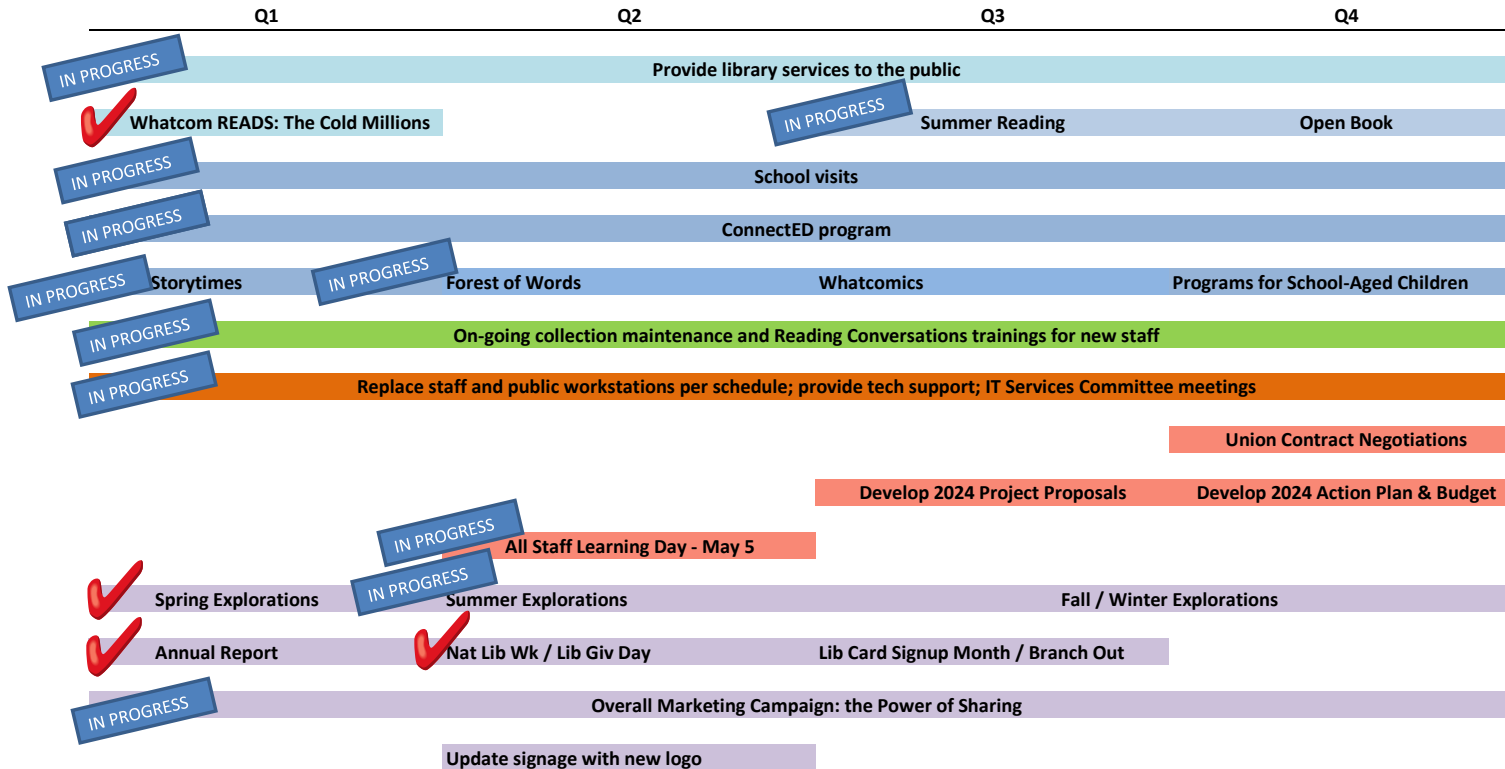 Q1 Q2 Q3 Q4
IN PROGRESS Provide library services to the public
Whatcom READS: The Cold Millions IN PROGRESS Summer Reading Open Book
IN PROGRESS School visits
IN PROGRESS ConnectED program
IN PROGRESS Storytimes IN PROGRESS Forest of Words Whatcomics Programs for School-Aged Children
IN PROGRESS On-going collection maintenance and Reading Conversations trainings for new staff
IN PROGRESS Replace staff and public workstations per schedule; provide tech support; IT Services Committee meetings
Union Contract Negotiations
Develop 2024 Project Proposals Develop 2024 Action Plan & Budget
IN PROGRESS All Staff Learning Day - May 5
Spring Explorations IN PROGRESS Summer Explorations Fall / Winter Explorations
Annual Report Nat Lib Wk / Lib Giv Day Lib Card Signup Month / Branch Out
IN PROGRESS Overall Marketing Campaign: the Power of Sharing
Update signage with new logo